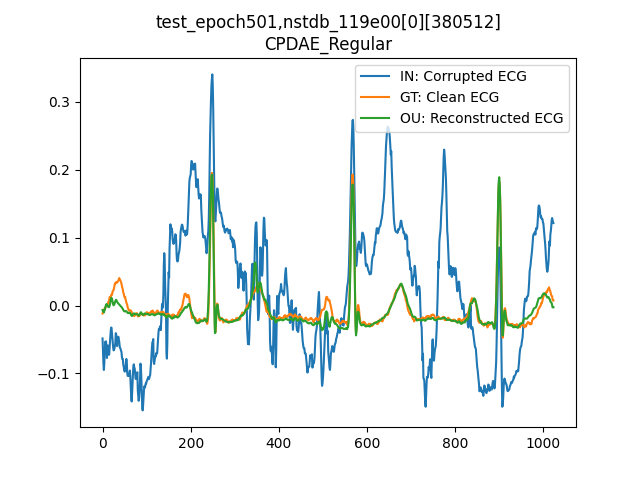 test_epoch501,nstdb_119e00[0][380512]
CPDAE_Regular
IN: Corrupted ECG
GT: Clean ECG
OU: Reconstructed ECG
0.3
0.2
0.1
0.0
−0.1
0 200 400 600 800 1000